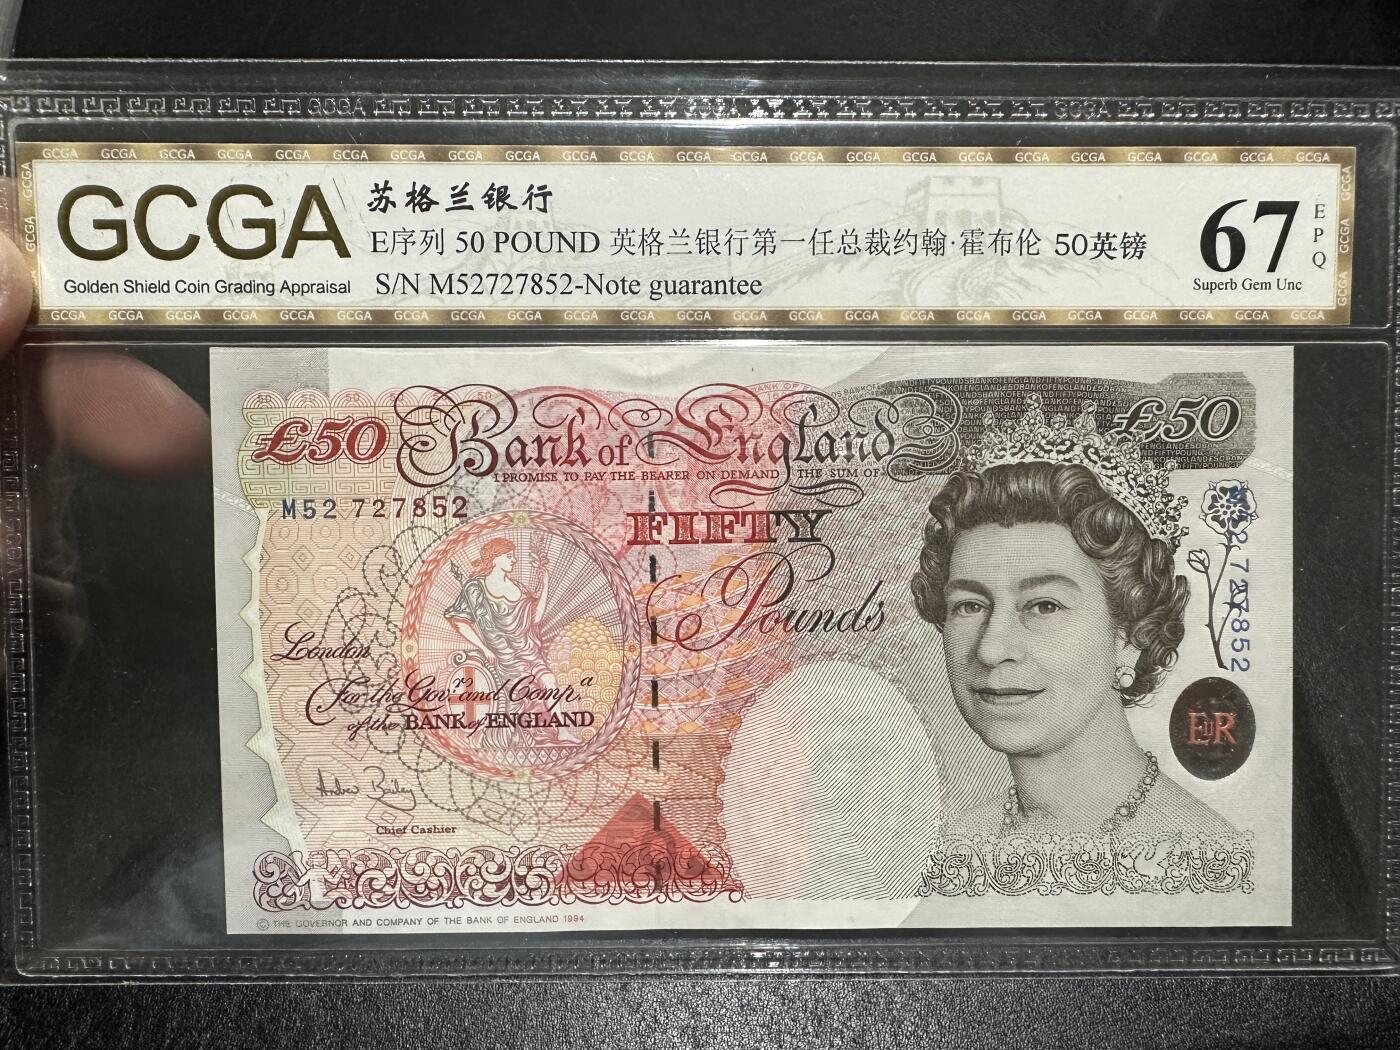 GCGA
Golden Shield Coin Grading Appraisal
苏格兰银行
E序列 50 POUND 英格兰银行第一任总裁约翰·霍布伦 50英镑
S/N M52727852-Note guarantee
67
EPQ
Superb Gem Unc
£50
Bank of England
£50
I PROMISE TO PAY THE BEARER ON DEMAND THE SUM OF
M52 727852
FIFTY
Pounds
M52 727852
London
For the Gov.r and Comp.a
of the BANK of ENGLAND
Andrew Bailey
Chief Cashier
EIIR
© THE GOVERNOR AND COMPANY OF THE BANK OF ENGLAND 1994